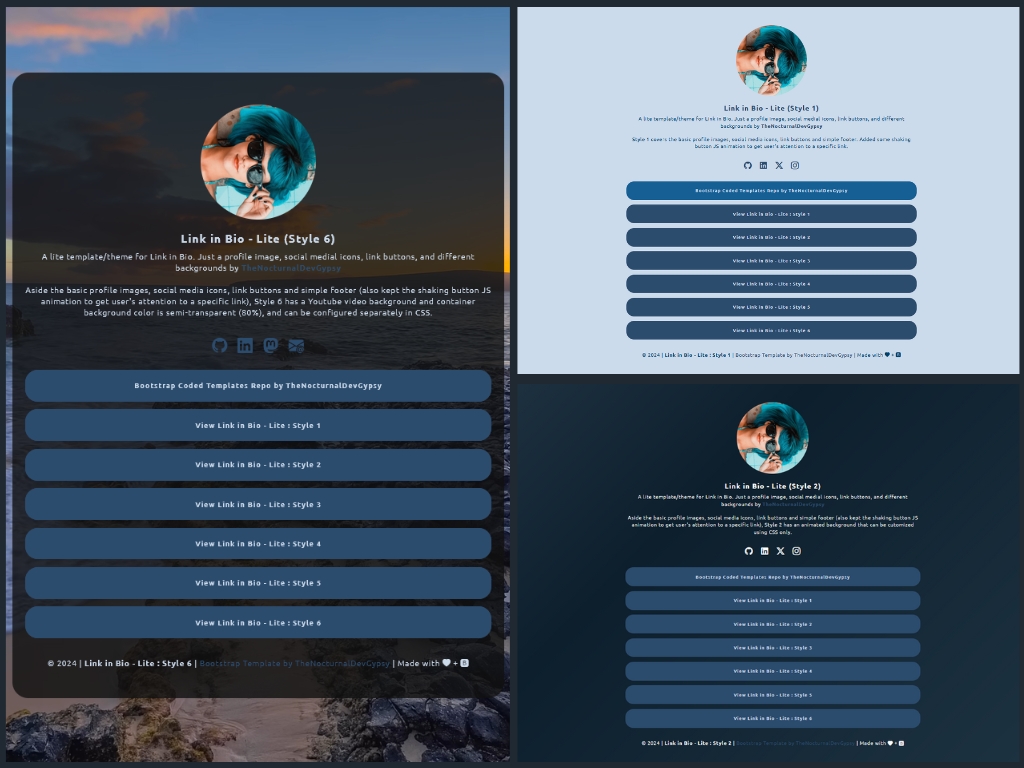 Link in Bio - Lite (Style 6)
A lite template/theme for Link in Bio. Just a profile image, social medial icons, link buttons, and different
backgrounds by TheNocturnalDevGypsy
Aside the basic profile images, social media icons, link buttons and simple footer (also kept the shaking button JS
animation to get user's attention to a specific link), Style 6 has a Youtube video background and container
background color is semi-transparent (80%), and can be configured separately in CSS.
Bootstrap Coded Templates Repo by TheNocturnalDevGypsy
View Link in Bio - Lite : Style 1
View Link in Bio - Lite : Style 2
View Link in Bio - Lite : Style 3
View Link in Bio - Lite : Style 4
View Link in Bio - Lite : Style 5
View Link in Bio - Lite : Style 6
© 2024 | Link in Bio - Lite : Style 6 | Bootstrap Template by TheNocturnalDevGypsy | Made with + B
Link in Bio - Lite (Style 1)
A lite template/theme for Link in Bio. Just a profile image, social medial icons, link buttons, and different
backgrounds by TheNocturnalDevGypsy
Style 1 covers the basic profile images, social media icons, link buttons and simple footer. Added some shaking
button JS animation to get user's attention to a specific link.
Bootstrap Coded Templates Repo by TheNocturnalDevGypsy
View Link in Bio - Lite : Style 1
View Link in Bio - Lite : Style 2
View Link in Bio - Lite : Style 3
View Link in Bio - Lite : Style 4
View Link in Bio - Lite : Style 5
View Link in Bio - Lite : Style 6
© 2024 | Link in Bio - Lite : Style 1 | Bootstrap Template by TheNocturnalDevGypsy | Made with + B
Link in Bio - Lite (Style 2)
A lite template/theme for Link in Bio. Just a profile image, social medial icons, link buttons, and different
backgrounds by TheNocturnalDevGypsy
Aside the basic profile images, social media icons, link buttons and simple footer (also kept the shaking button JS
animation to get user's attention to a specific link), Style 2 has an animated background that can be cutomized
using CSS only.
Bootstrap Coded Templates Repo by TheNocturnalDevGypsy
View Link in Bio - Lite : Style 1
View Link in Bio - Lite : Style 2
View Link in Bio - Lite : Style 3
View Link in Bio - Lite : Style 4
View Link in Bio - Lite : Style 5
View Link in Bio - Lite : Style 6
© 2024 | Link in Bio - Lite : Style 2 | Bootstrap Template by TheNocturnalDevGypsy | Made with + B